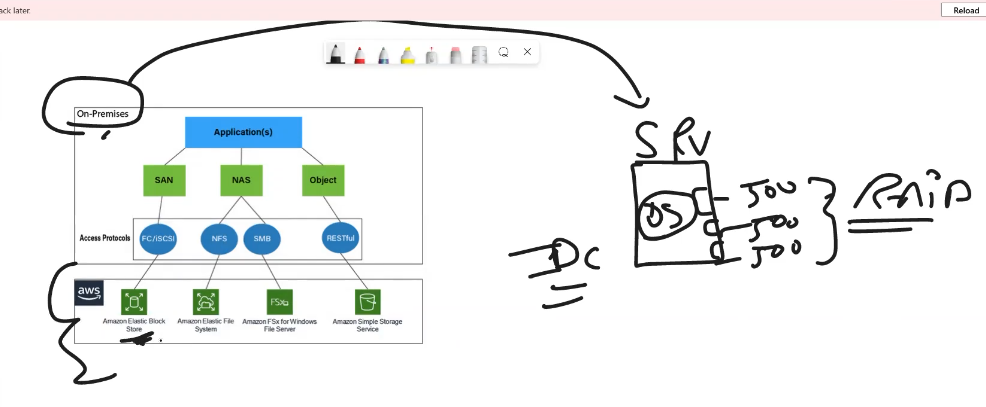 ack later.
Reload
On-Premises
Application(s)
SAN NAS Object
Access Protocols FC/iSCSI NFS SMB RESTful
aws
FSx
Amazon Elastic Block Store
Amazon Elastic File System
Amazon FSx for Windows File Server
Amazon Simple Storage Service
SRV
OS
500
500
500
RAID
DC